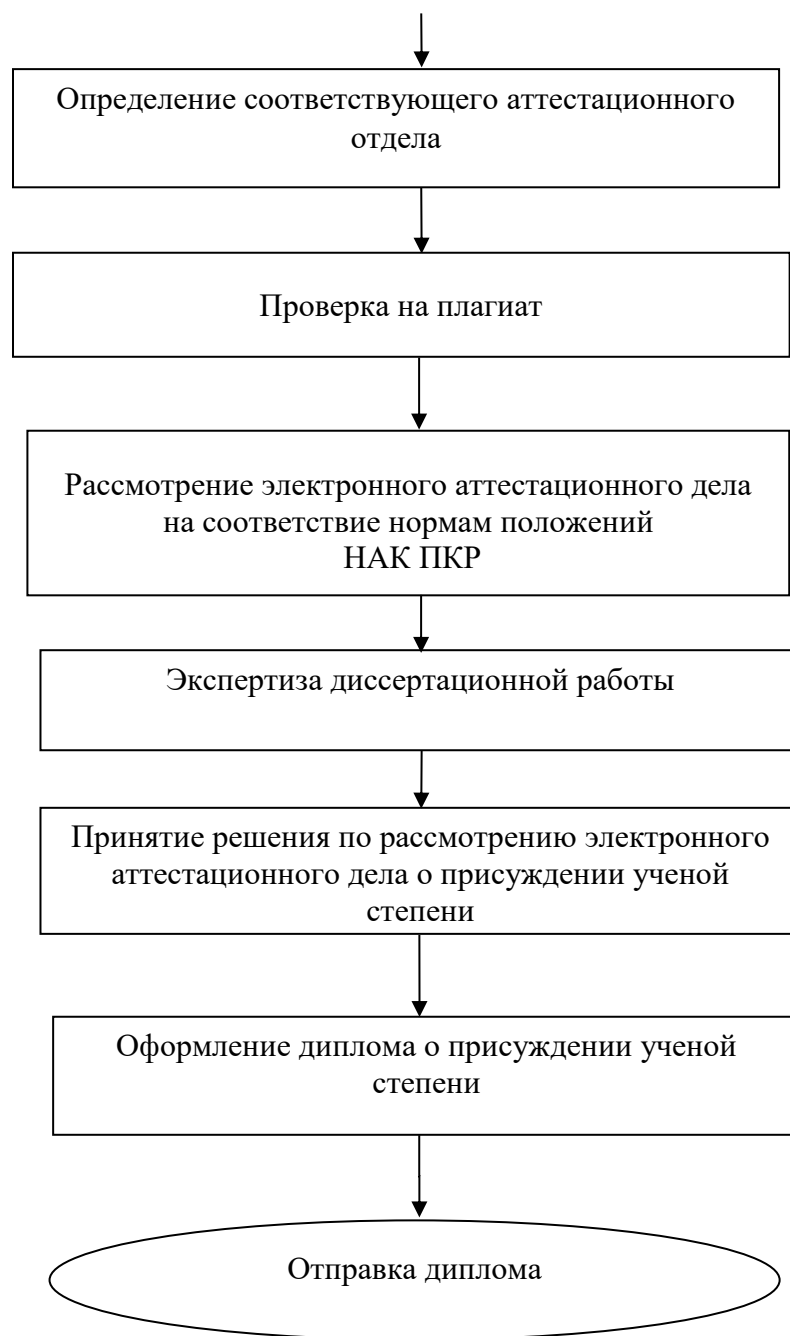 Определение соответствующего аттестационного
отдела
Проверка на плагиат
Рассмотрение электронного аттестационного дела
на соответствие нормам положений
НАК ПКР
Экспертиза диссертационной работы
Принятие решения по рассмотрению электронного
аттестационного дела о присуждении ученой
степени
Оформление диплома о присуждении ученой
степени
Отправка диплома